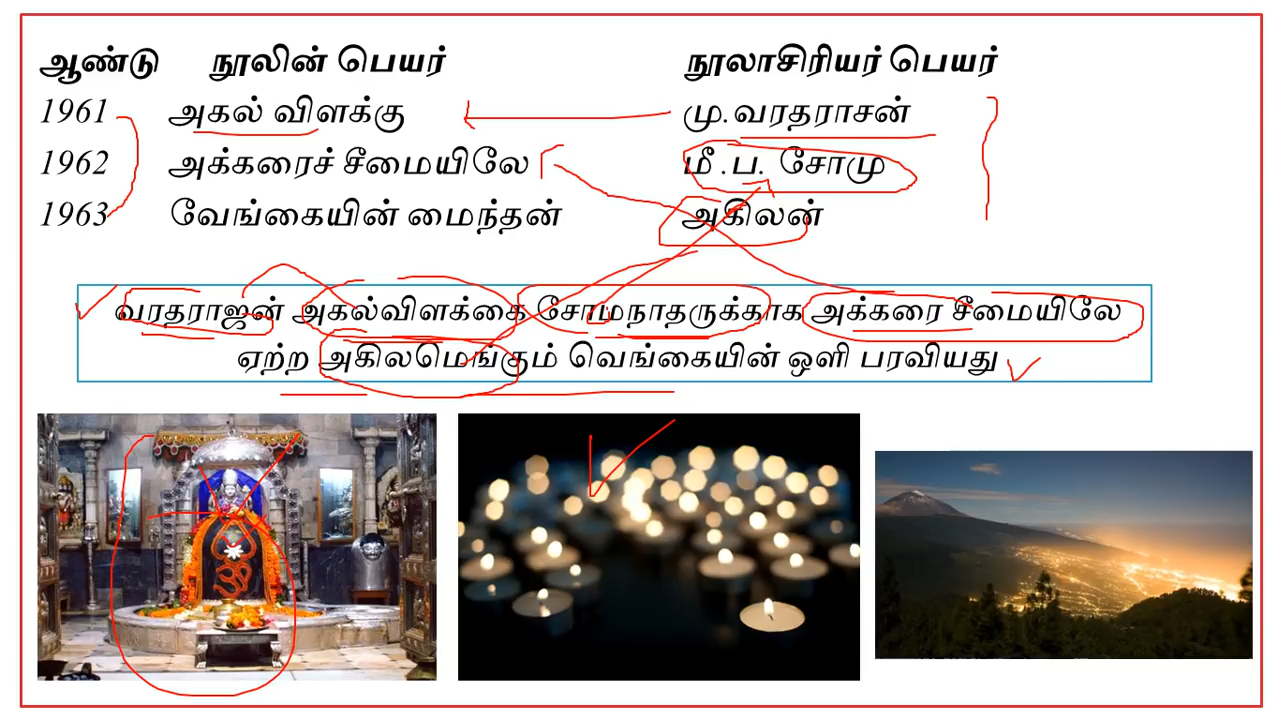 ஆண்டு நூலின் பெயர் நூலாசிரியர் பெயர்
1961 அகல் விளக்கு மு.வரதராசன்
1962 அக்கரைச் சீமையிலே மீ .ப. சோமு
1963 வேங்கையின் மைந்தன் அகிலன்
வரதராஜன் அகல்விளக்கை சோமநாதருக்காக அக்கரை சீமையிலே
ஏற்ற அகிலமெங்கும் வெங்கையின் ஒளி பரவியது